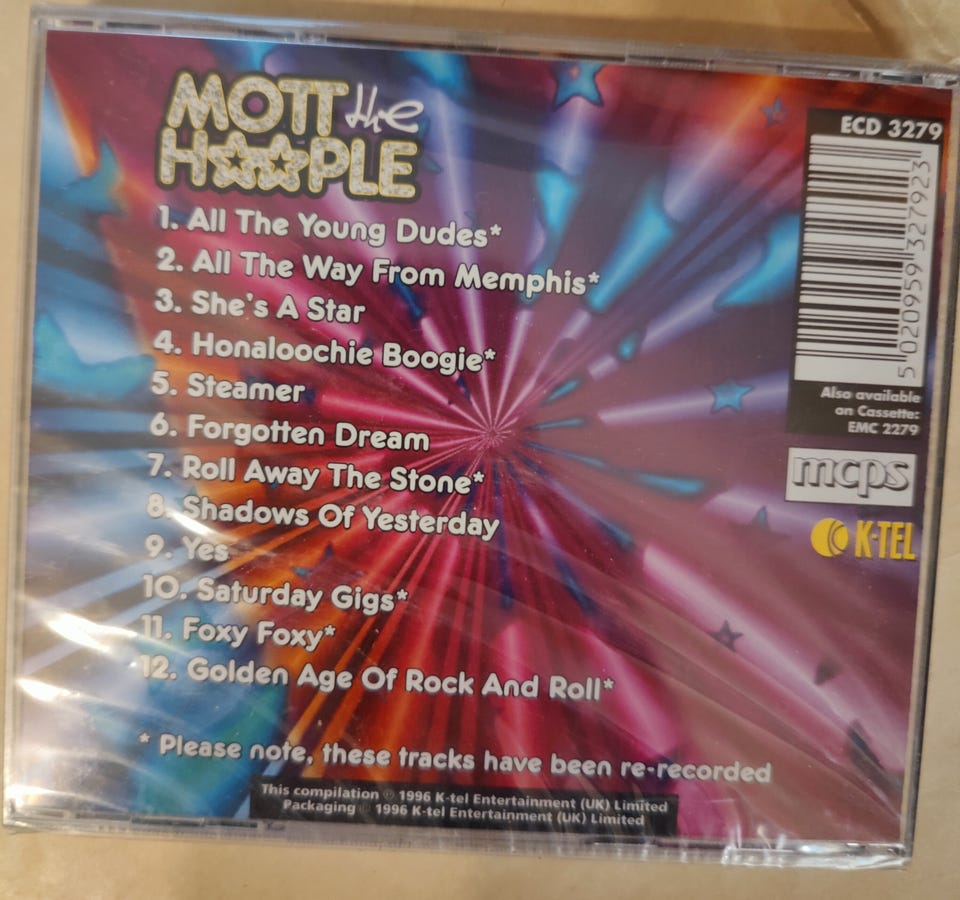 MOTT the
HOOPLE
1. All The Young Dudes*
2. All The Way From Memphis*
3. She's A Star
4. Honaloochie Boogie*
5. Steamer
6. Forgotten Dream
7. Roll Away The Stone*
8. Shadows Of Yesterday
9. Yes
10. Saturday Gigs*
11. Foxy Foxy*
12. Golden Age Of Rock And Roll*
* Please note, these tracks have been re-recorded
This compilation ℗ 1996 K-tel Entertainment (UK) Limited
Packaging © 1996 K-tel Entertainment (UK) Limited
ECD 3279
5 020959 327923
Also available
on Cassette:
EMC 2279
mcps
K-TEL